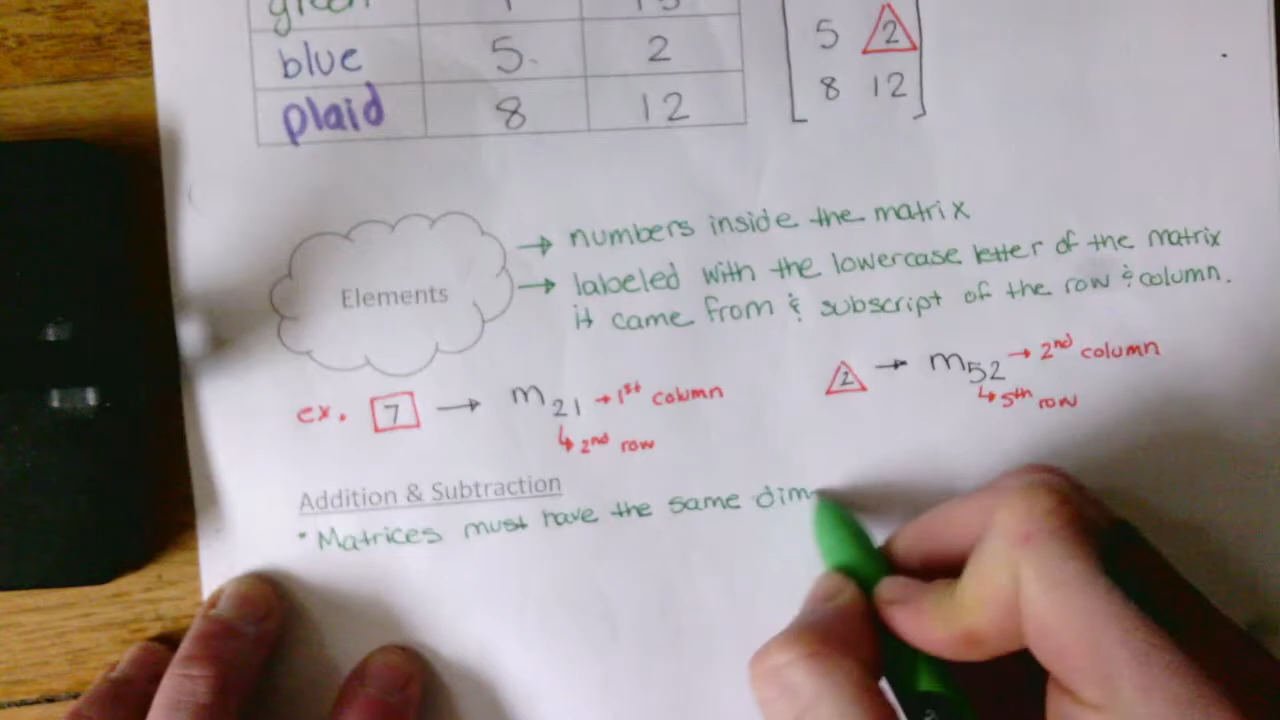 green
blue 5 2
plaid 8 12
5 2
8 12
Elements
→ numbers inside the matrix
→ labeled with the lowercase letter of the matrix
it came from & subscript of the row & column.
ex. 7 → m21 → 1st column
↳ 2nd row
2 → m52 → 2nd column
↳ 5th row
Addition & Subtraction
• Matrices must have the same dim